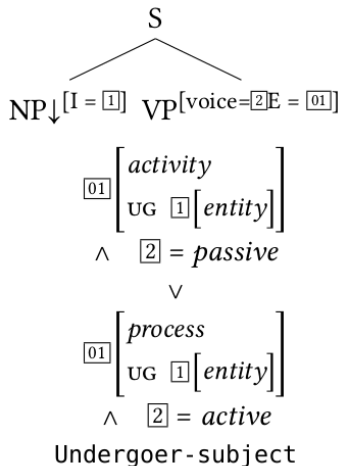 S
NP↓[I = 1] VP[voice=2E = 01]
01 [activity
UG 1[entity]]
∧ 2 = passive
∨
01 [process
UG 1[entity]]
∧ 2 = active
Undergoer-subject